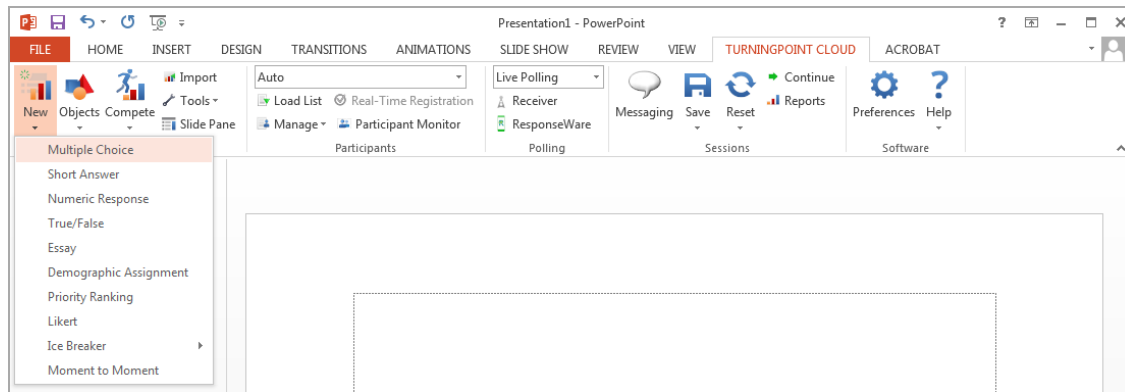 Presentation1 - PowerPoint
FILE HOME INSERT DESIGN TRANSITIONS ANIMATIONS SLIDE SHOW REVIEW VIEW TURNINGPOINT CLOUD ACROBAT
New
Objects
Compete
Import
Tools
Slide Pane
Auto
Load List Real-Time Registration
Manage Participant Monitor
Participants
Live Polling
Receiver
ResponseWare
Polling
Messaging
Save
Reset
Continue
Reports
Sessions
Preferences
Help
Software
Multiple Choice
Short Answer
Numeric Response
True/False
Essay
Demographic Assignment
Priority Ranking
Likert
Ice Breaker
Moment to Moment